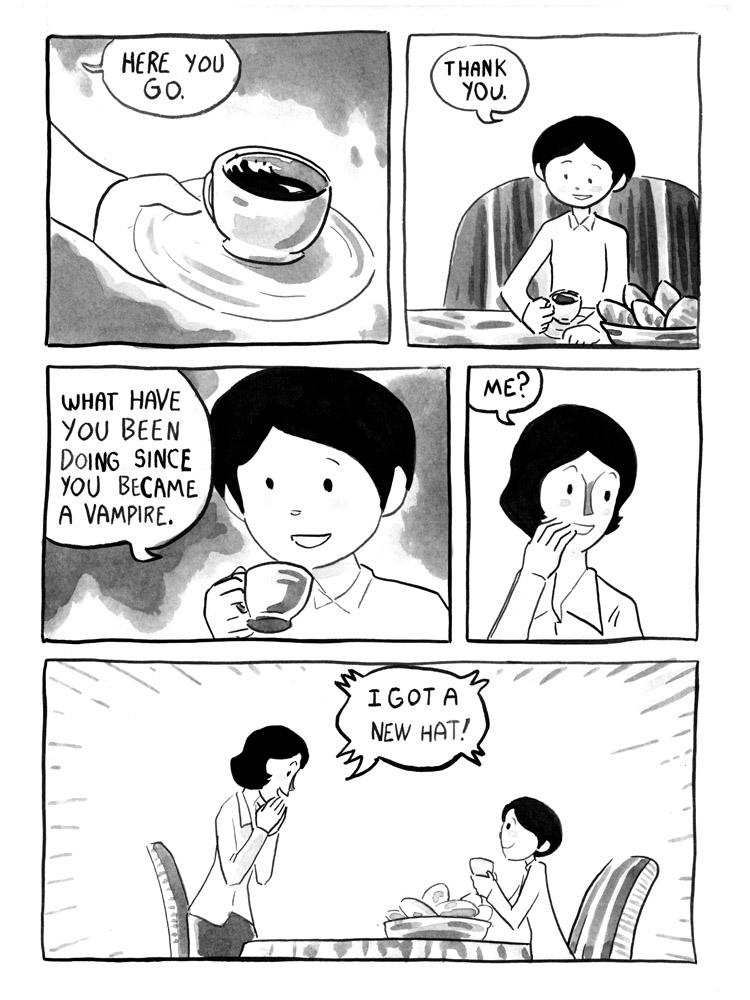 HERE YOU
GO.
THANK
YOU.
WHAT HAVE
YOU BEEN
DOING SINCE
YOU BECAME
A VAMPIRE.
ME?
I GOT A
NEW HAT!